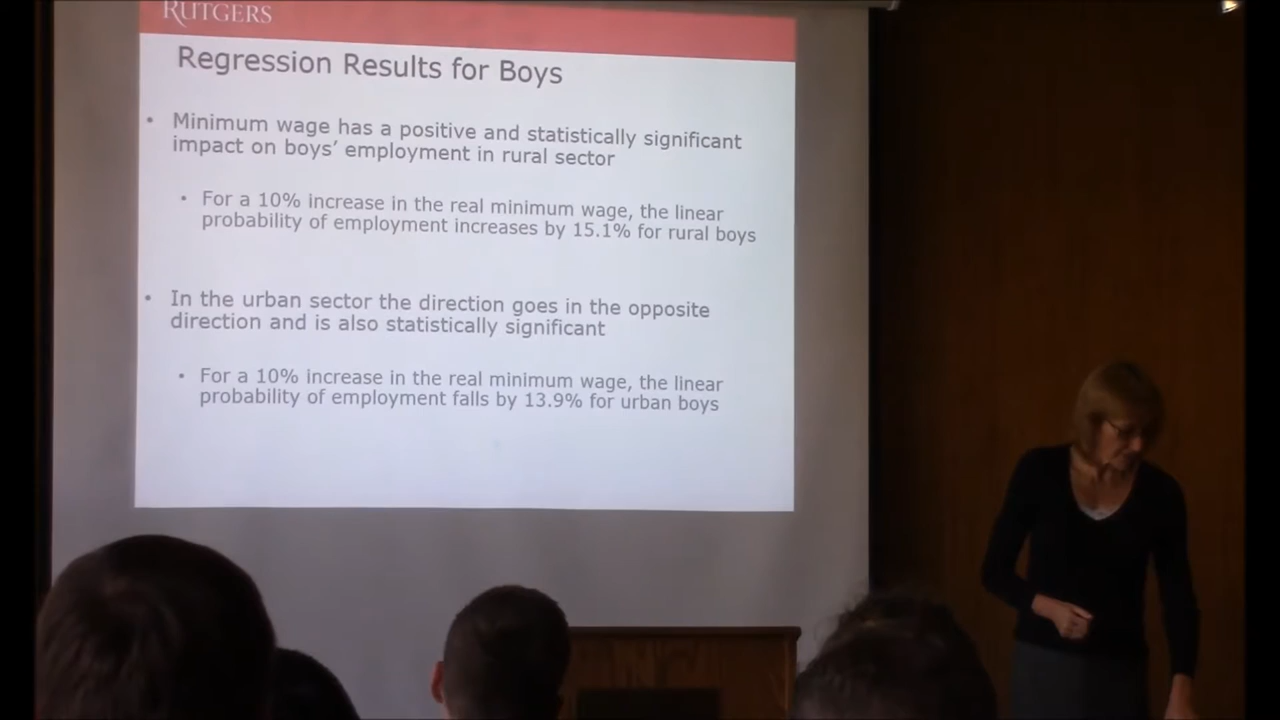 RUTGERS
Regression Results for Boys
• Minimum wage has a positive and statistically significant
impact on boys’ employment in rural sector
• For a 10% increase in the real minimum wage, the linear
probability of employment increases by 15.1% for rural boys
• In the urban sector the direction goes in the opposite
direction and is also statistically significant
• For a 10% increase in the real minimum wage, the linear
probability of employment falls by 13.9% for urban boys